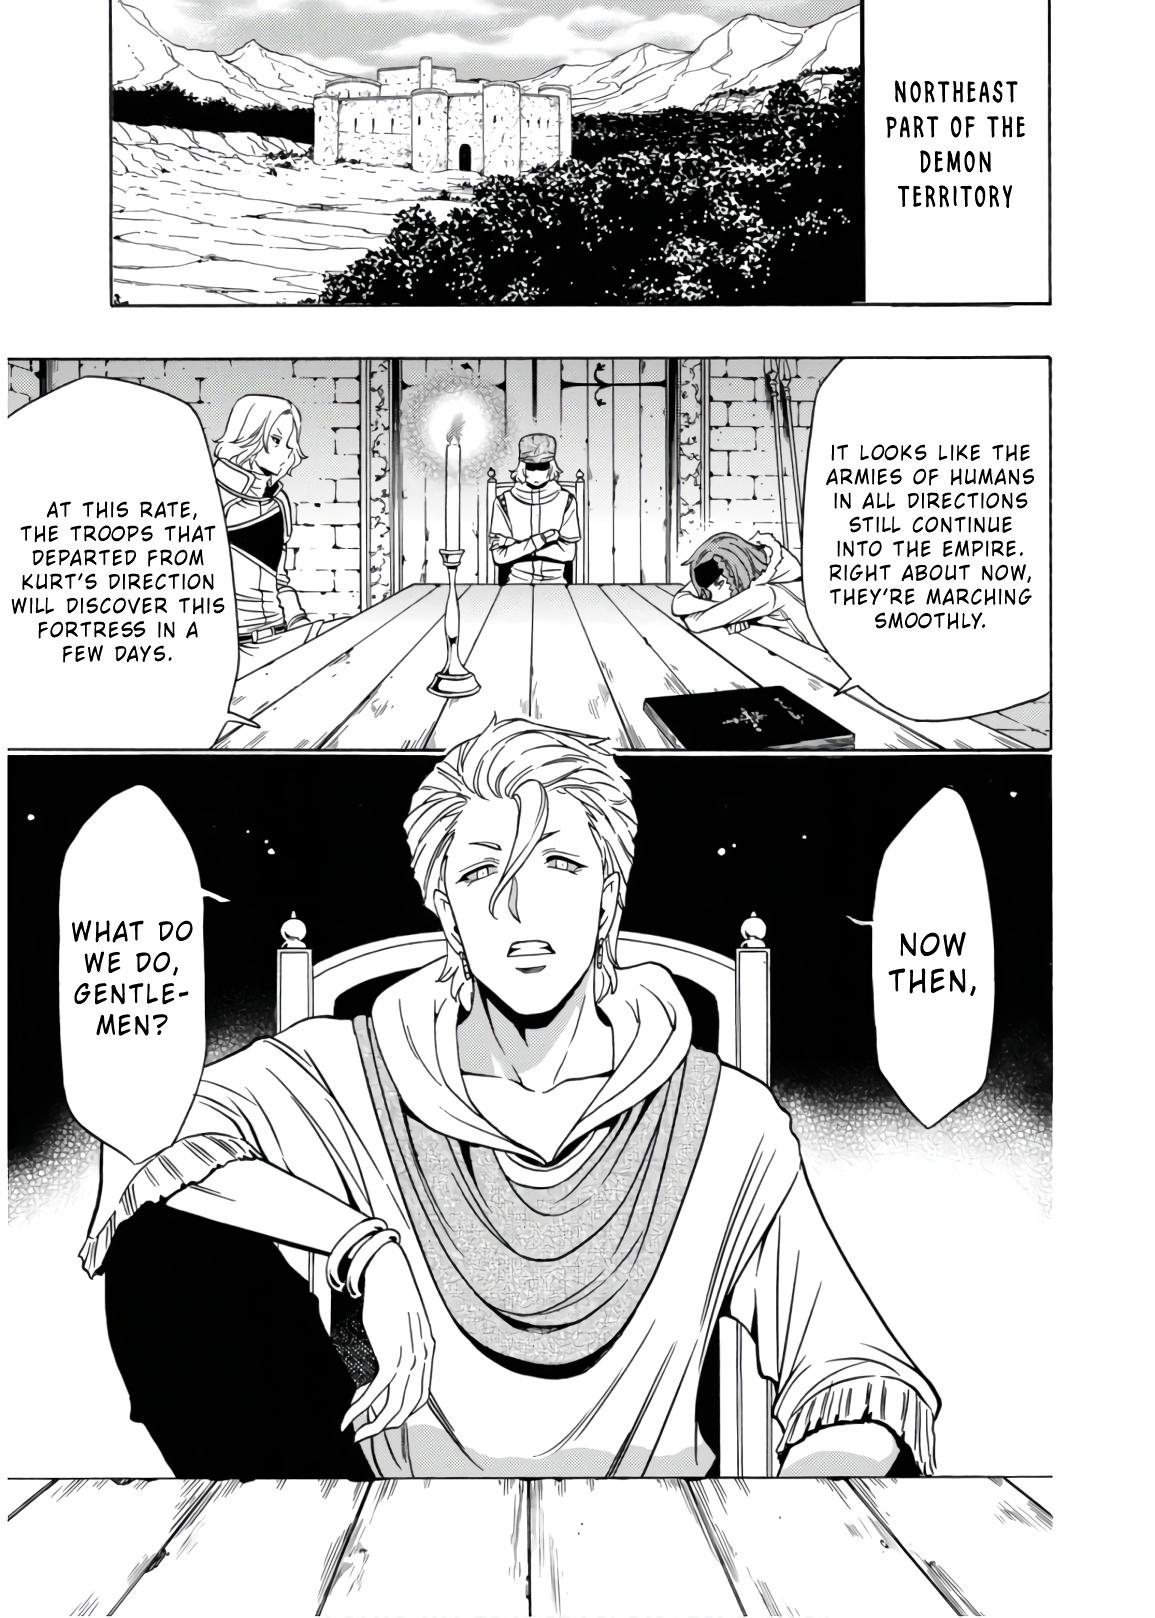 NORTHEAST
PART OF THE
DEMON
TERRITORY
IT LOOKS LIKE THE
ARMIES OF HUMANS
IN ALL DIRECTIONS
STILL CONTINUE
INTO THE EMPIRE.
RIGHT ABOUT NOW,
THEY'RE MARCHING
SMOOTHLY.
AT THIS RATE,
THE TROOPS THAT
DEPARTED FROM
KURT'S DIRECTION
WILL DISCOVER THIS
FORTRESS IN A
FEW DAYS.
NOW
THEN,
WHAT DO
WE DO,
GENTLE-
MEN?